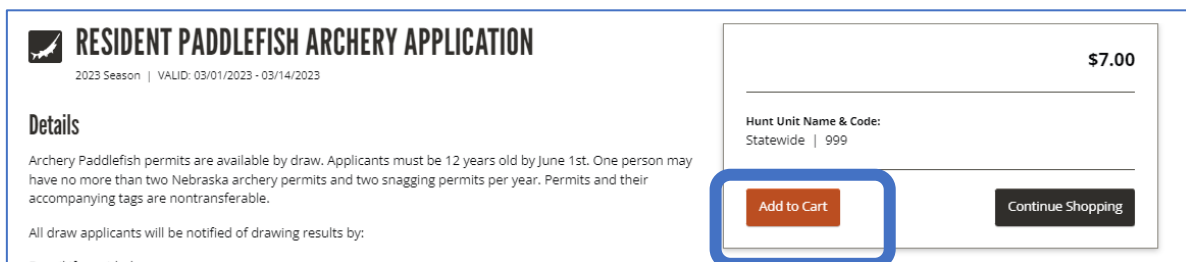 RESIDENT PADDLEFISH ARCHERY APPLICATION
2023 Season | VALID: 03/01/2023 - 03/14/2023
Details
Archery Paddlefish permits are available by draw. Applicants must be 12 years old by June 1st. One person may
have no more than two Nebraska archery permits and two snagging permits per year. Permits and their
accompanying tags are nontransferable.
All draw applicants will be notified of drawing results by:
$7.00
Hunt Unit Name & Code:
Statewide | 999
Add to Cart
Continue Shopping